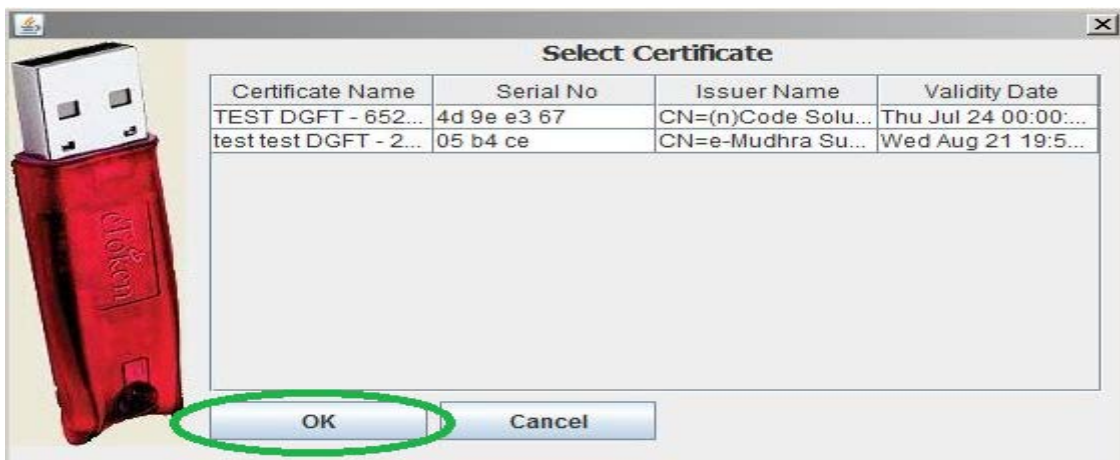 Select Certificate
Certificate Name Serial No Issuer Name Validity Date
TEST DGFT - 652... 4d 9e e3 67 CN=(n)Code Solu... Thu Jul 24 00:00:...
test test DGFT - 2... 05 b4 ce CN=e-Mudhra Su... Wed Aug 21 19:5...
eToken
OK Cancel